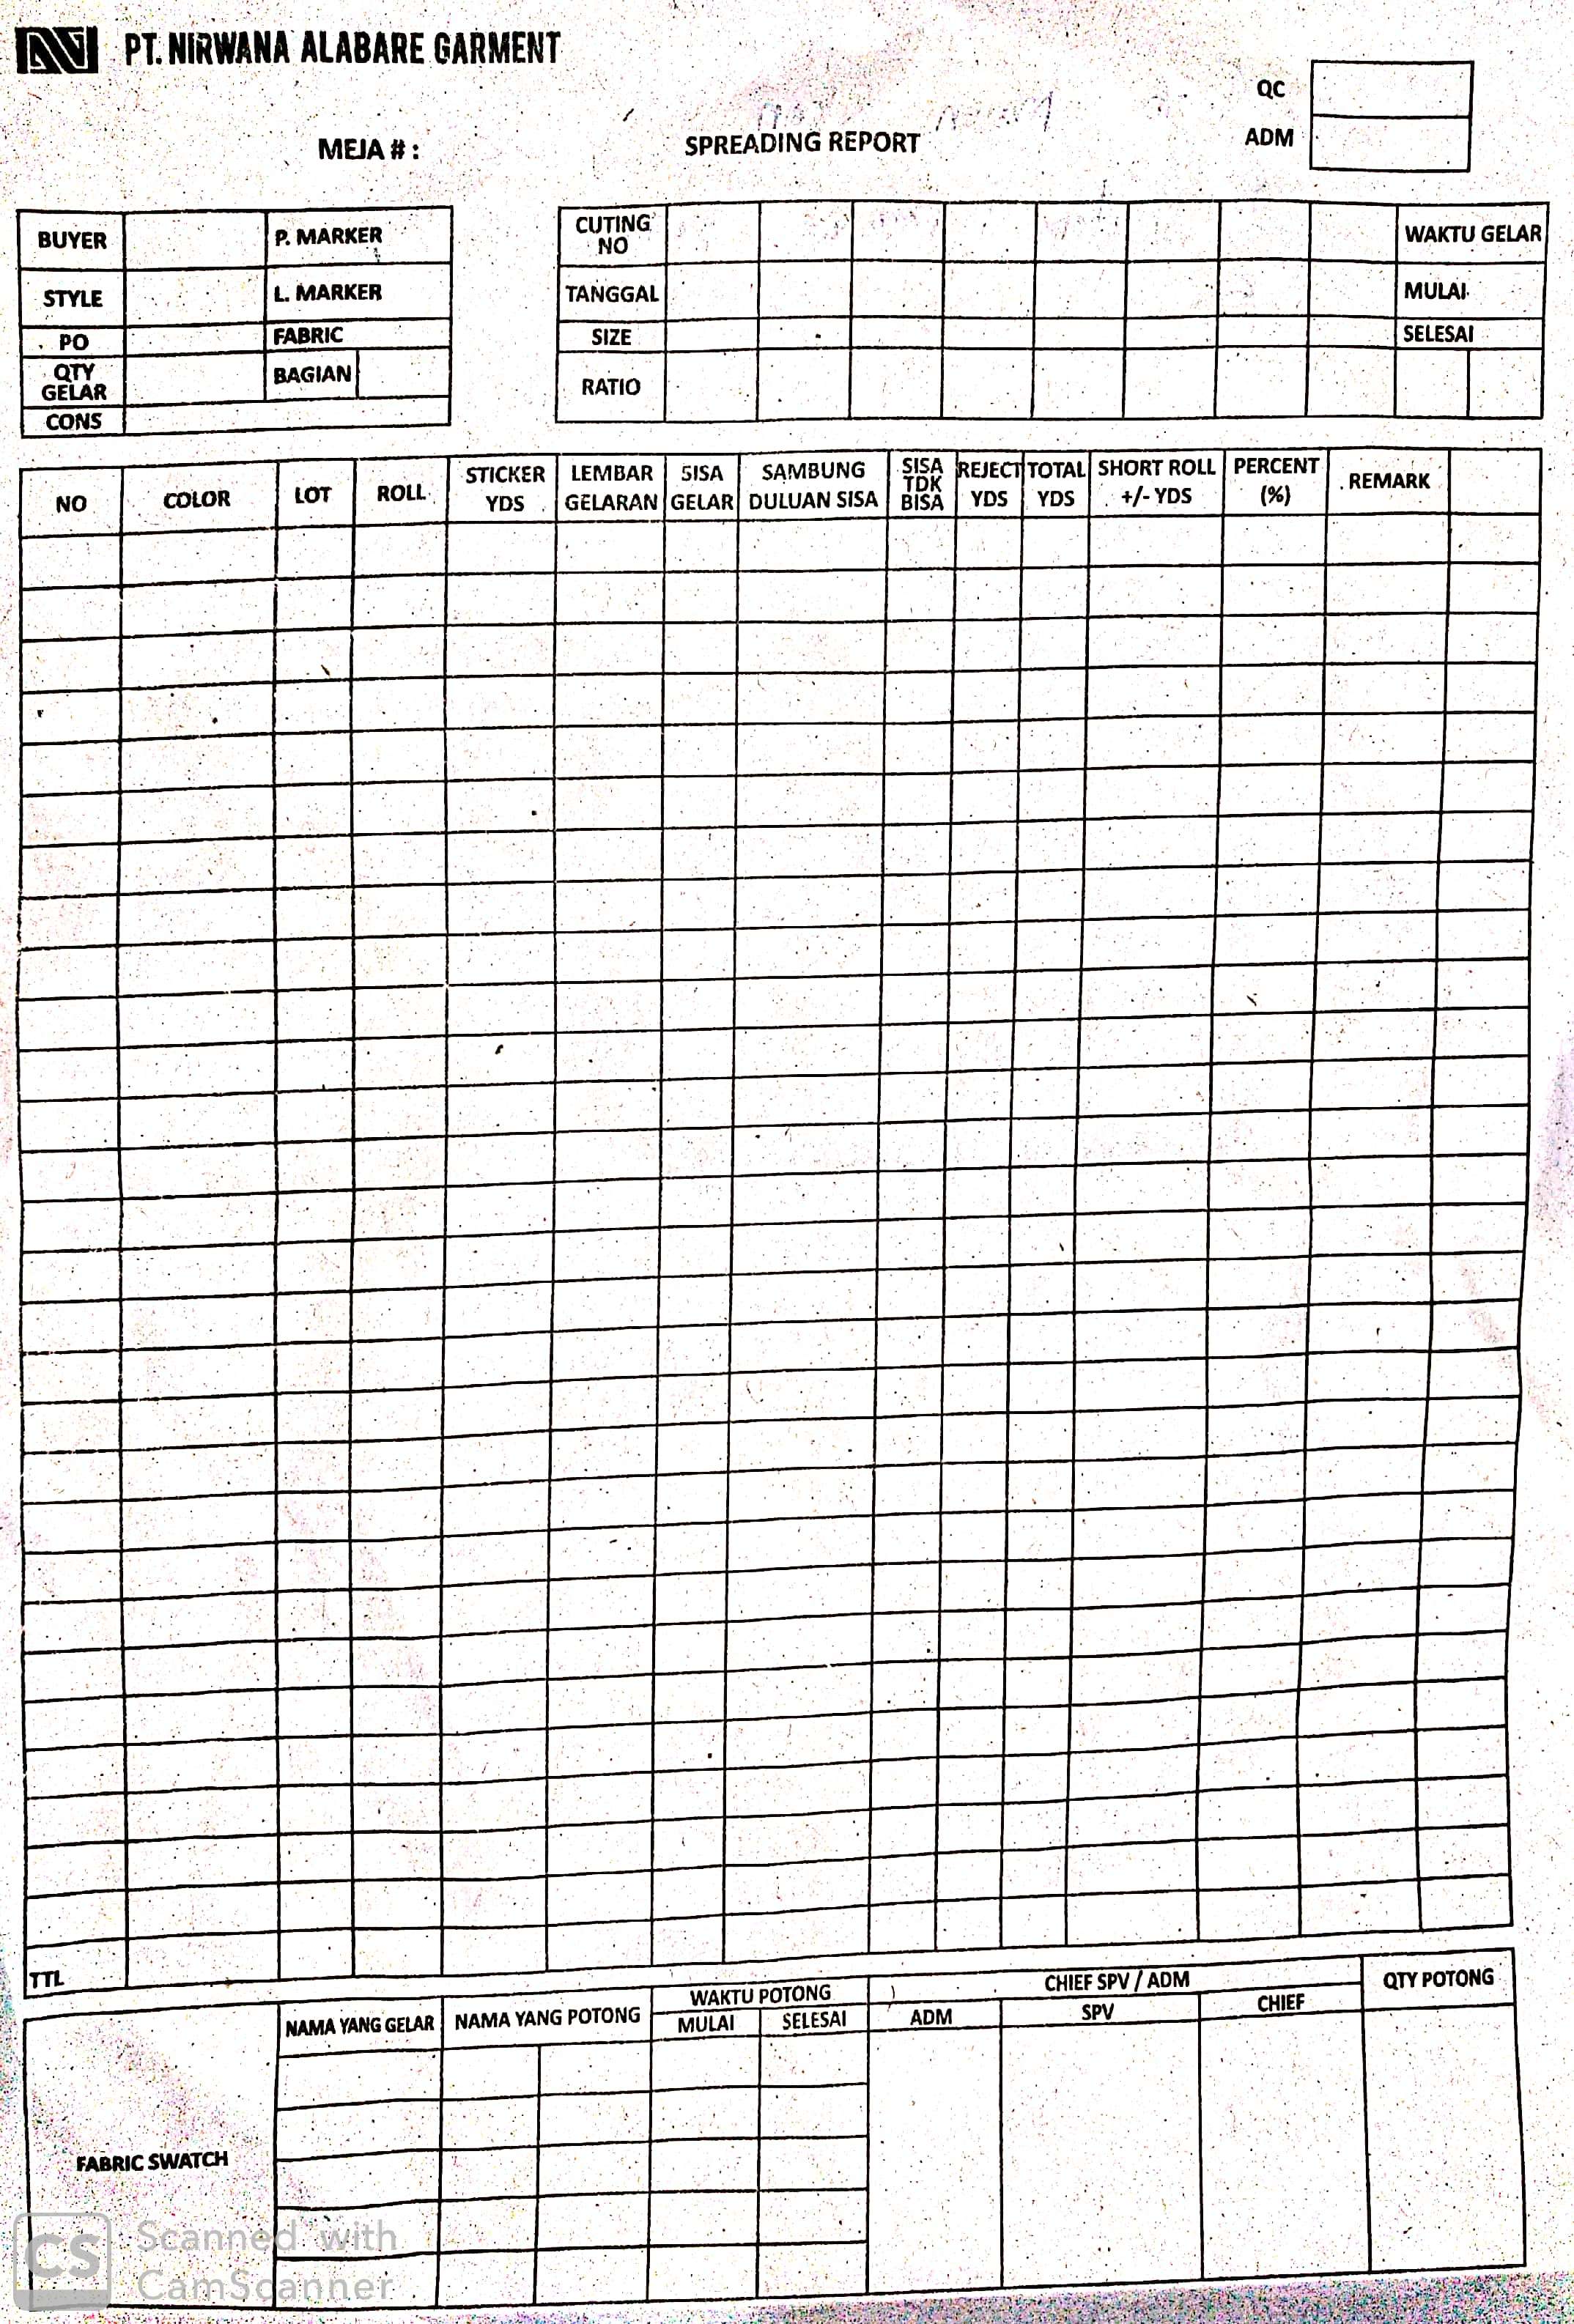 PT. NIRWANA ALABARE GARMENT
QC
ADM
MEJA # :
SPREADING REPORT
BUYER
P. MARKER
STYLE
L. MARKER
PO
FABRIC
QTY GELAR
BAGIAN
CONS
CUTING NO
WAKTU GELAR
TANGGAL
MULAI
SIZE
SELESAI
RATIO
NO
COLOR
LOT
ROLL
STICKER YDS
LEMBAR GELARAN
SISA GELAR
SAMBUNG DULUAN SISA
SISA TDK BISA
REJECT YDS
TOTAL YDS
SHORT ROLL +/- YDS
PERCENT (%)
REMARK
TTL
FABRIC SWATCH
NAMA YANG GELAR
NAMA YANG POTONG
WAKTU POTONG
MULAI
SELESAI
CHIEF SPV / ADM
ADM
SPV
CHIEF
QTY POTONG
CS
Scanned with
CamScanner